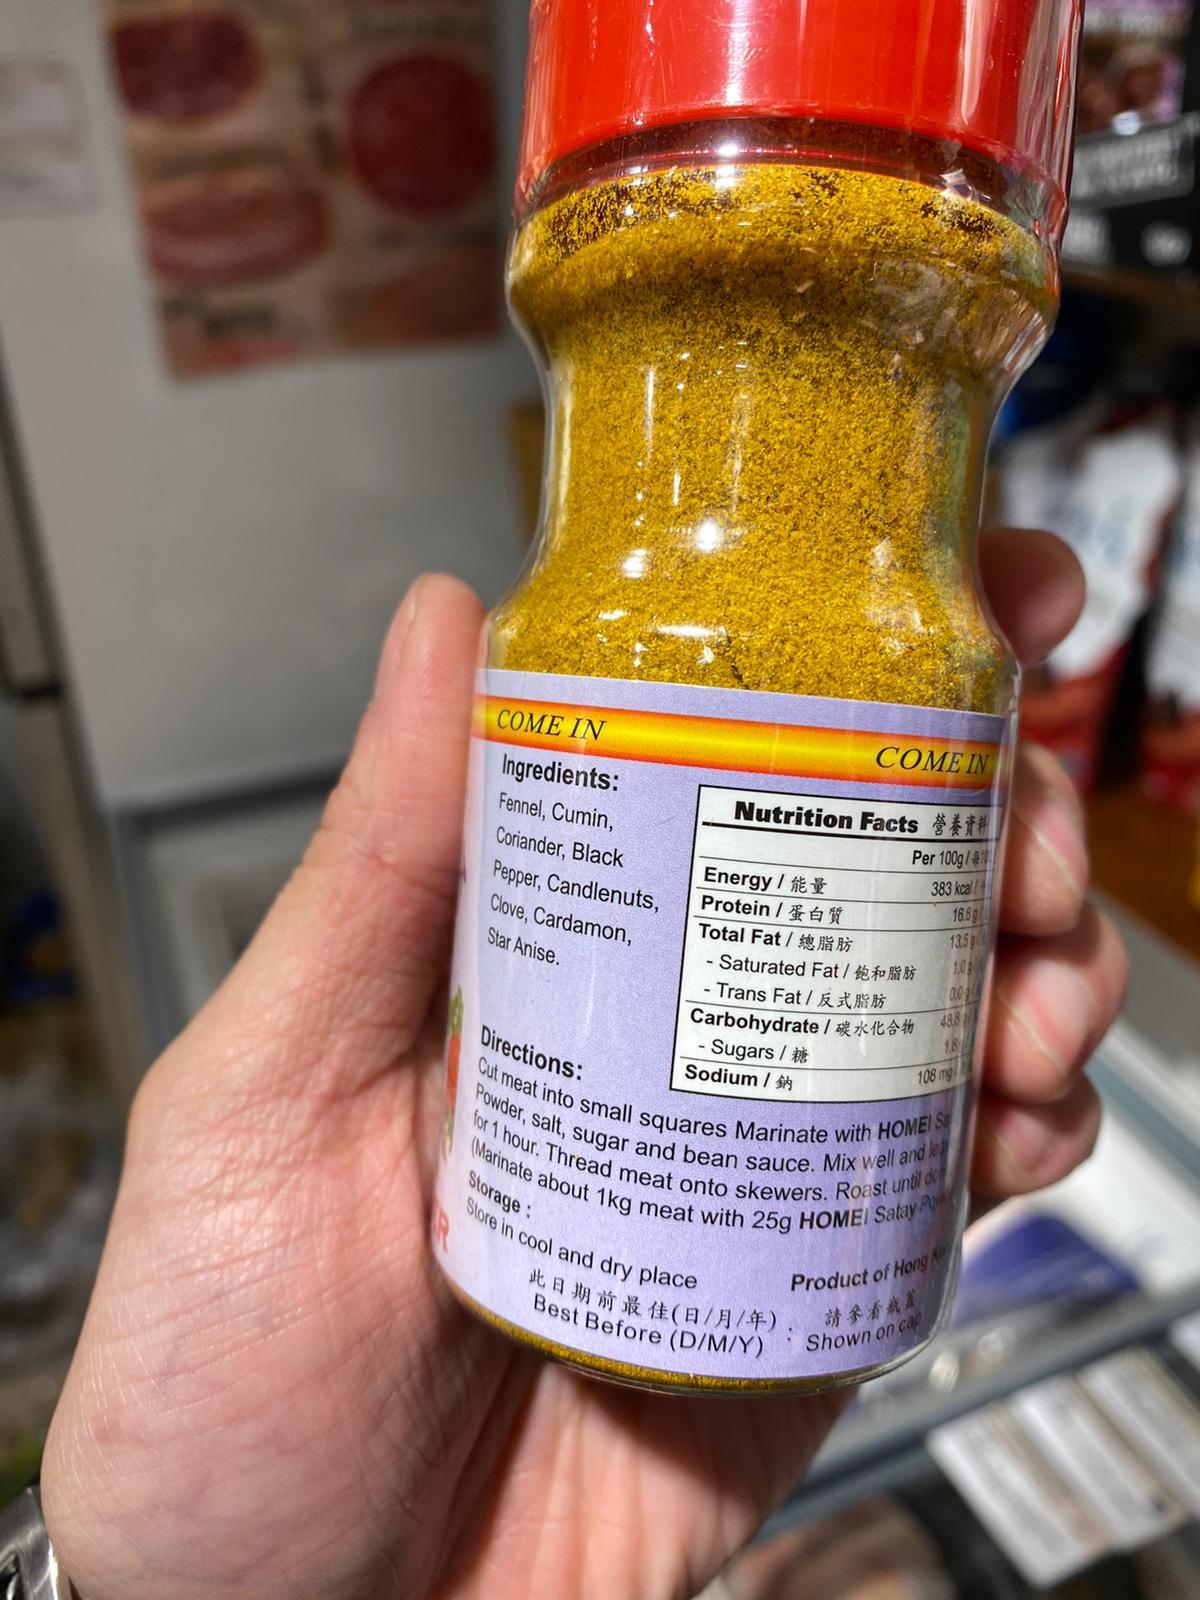 COME IN
COME IN
Ingredients:
Fennel, Cumin,
Coriander, Black
Pepper, Candlenuts,
Clove, Cardamon,
Star Anise.
Nutrition Facts 營養資料
Per 100g / 每
Energy / 能量 383 kcal /
Protein / 蛋白質 16.6 g /
Total Fat / 總脂肪 13.5 g /
- Saturated Fat / 飽和脂肪 1.0 g
- Trans Fat / 反式脂肪 0.0 g
Carbohydrate / 碳水化合物 48.8 g
- Sugars / 糖 1.8
Sodium / 鈉 108 mg
Directions:
Cut meat into small squares Marinate with HOMEI
Powder, salt, sugar and bean sauce. Mix well and
for 1 hour. Thread meat onto skewers. Roast until
(Marinate about 1kg meat with 25g HOMEI Satay
Storage :
Store in cool and dry place
Product of Hong
此日期前最佳(日/月/年) : 請參看瓶蓋
Best Before (D/M/Y) Shown on cap